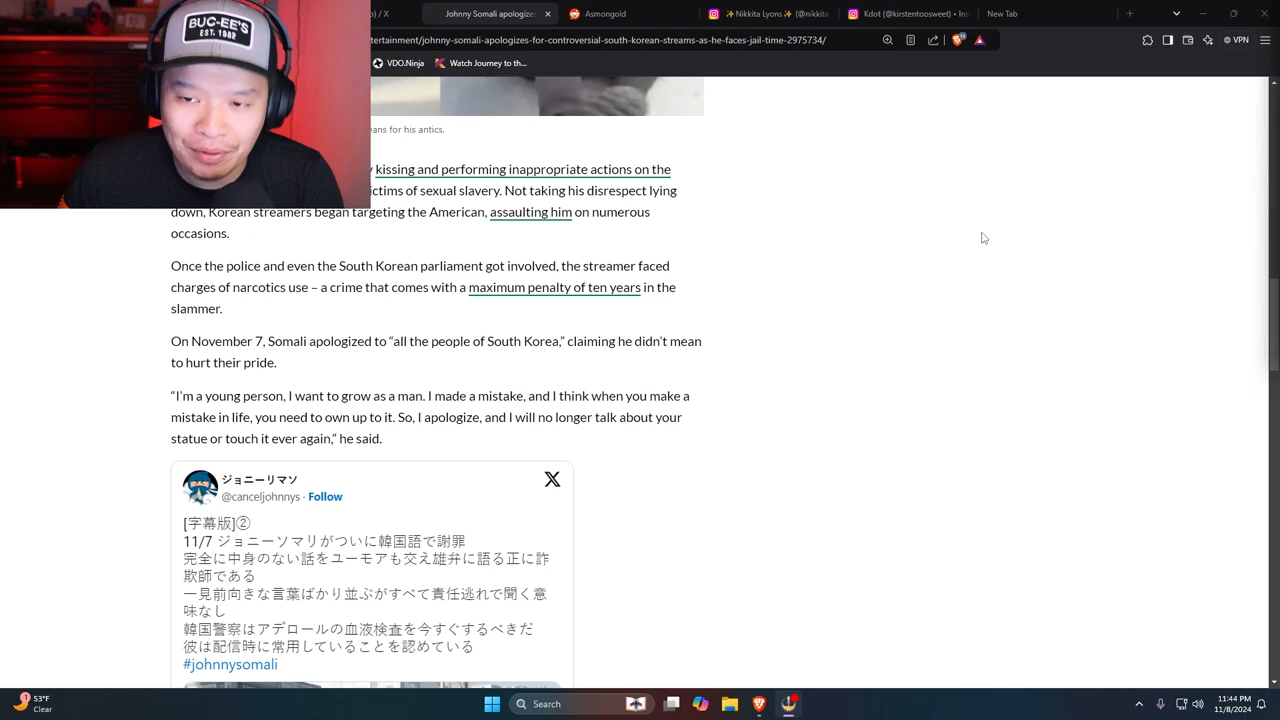 BUC-EE'S
EST. 1982
) / X
Johnny Somali apologize
Asmongold
Nikkita Lyons (@nikkita
Kdot (@kirstentoosweet) • Ins
New Tab
tertainment/johnny-somali-apologizes-for-controversial-south-korean-streams-as-he-faces-jail-time-2975734/
VPN
VDO.Ninja
Watch Journey to th...
eans for his antics.
y kissing and performing inappropriate actions on the
ictims of sexual slavery. Not taking his disrespect lying
down, Korean streamers began targeting the American, assaulting him on numerous
occasions.
Once the police and even the South Korean parliament got involved, the streamer faced
charges of narcotics use – a crime that comes with a maximum penalty of ten years in the
slammer.
On November 7, Somali apologized to “all the people of South Korea,” claiming he didn’t mean
to hurt their pride.
“I’m a young person, I want to grow as a man. I made a mistake, and I think when you make a
mistake in life, you need to own up to it. So, I apologize, and I will no longer talk about your
statue or touch it ever again,” he said.
ジョニーリマソ
@canceljohnnys · Follow
[字幕版]②
11/7 ジョニーソマリがついに韓国語で謝罪
完全に中身のない話をユーモアも交え雄弁に語る正に詐
欺師である
一見前向きな言葉ばかり並ぶがすべて責任逃れで聞く意
味なし
韓国警察はアデロールの血液検査を今すぐするべきだ
彼は配信時に常用していることを認めている
#johnnysomali
1
53°F
Clear
Search
11:44 PM
11/8/2024